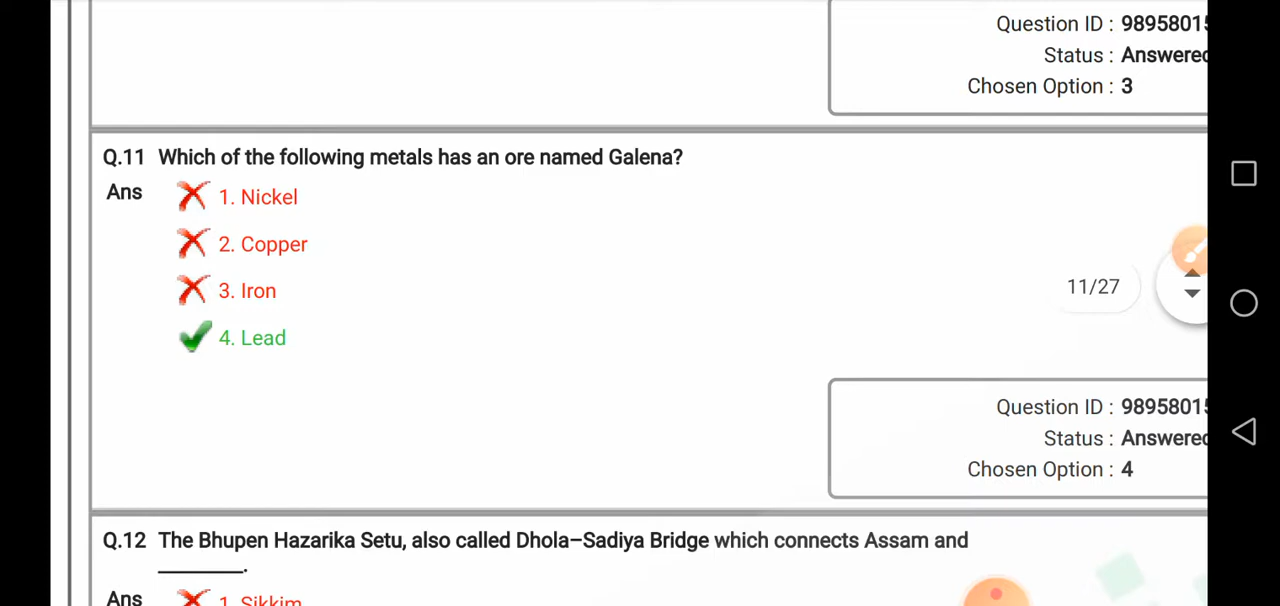 Question ID : 9895801
Status : Answered
Chosen Option : 3
Q.11 Which of the following metals has an ore named Galena?
Ans 1. Nickel
2. Copper
3. Iron
4. Lead
11/27
Question ID : 9895801
Status : Answered
Chosen Option : 4
Q.12 The Bhupen Hazarika Setu, also called Dhola–Sadiya Bridge which connects Assam and
________.
Ans 1. Sikkim